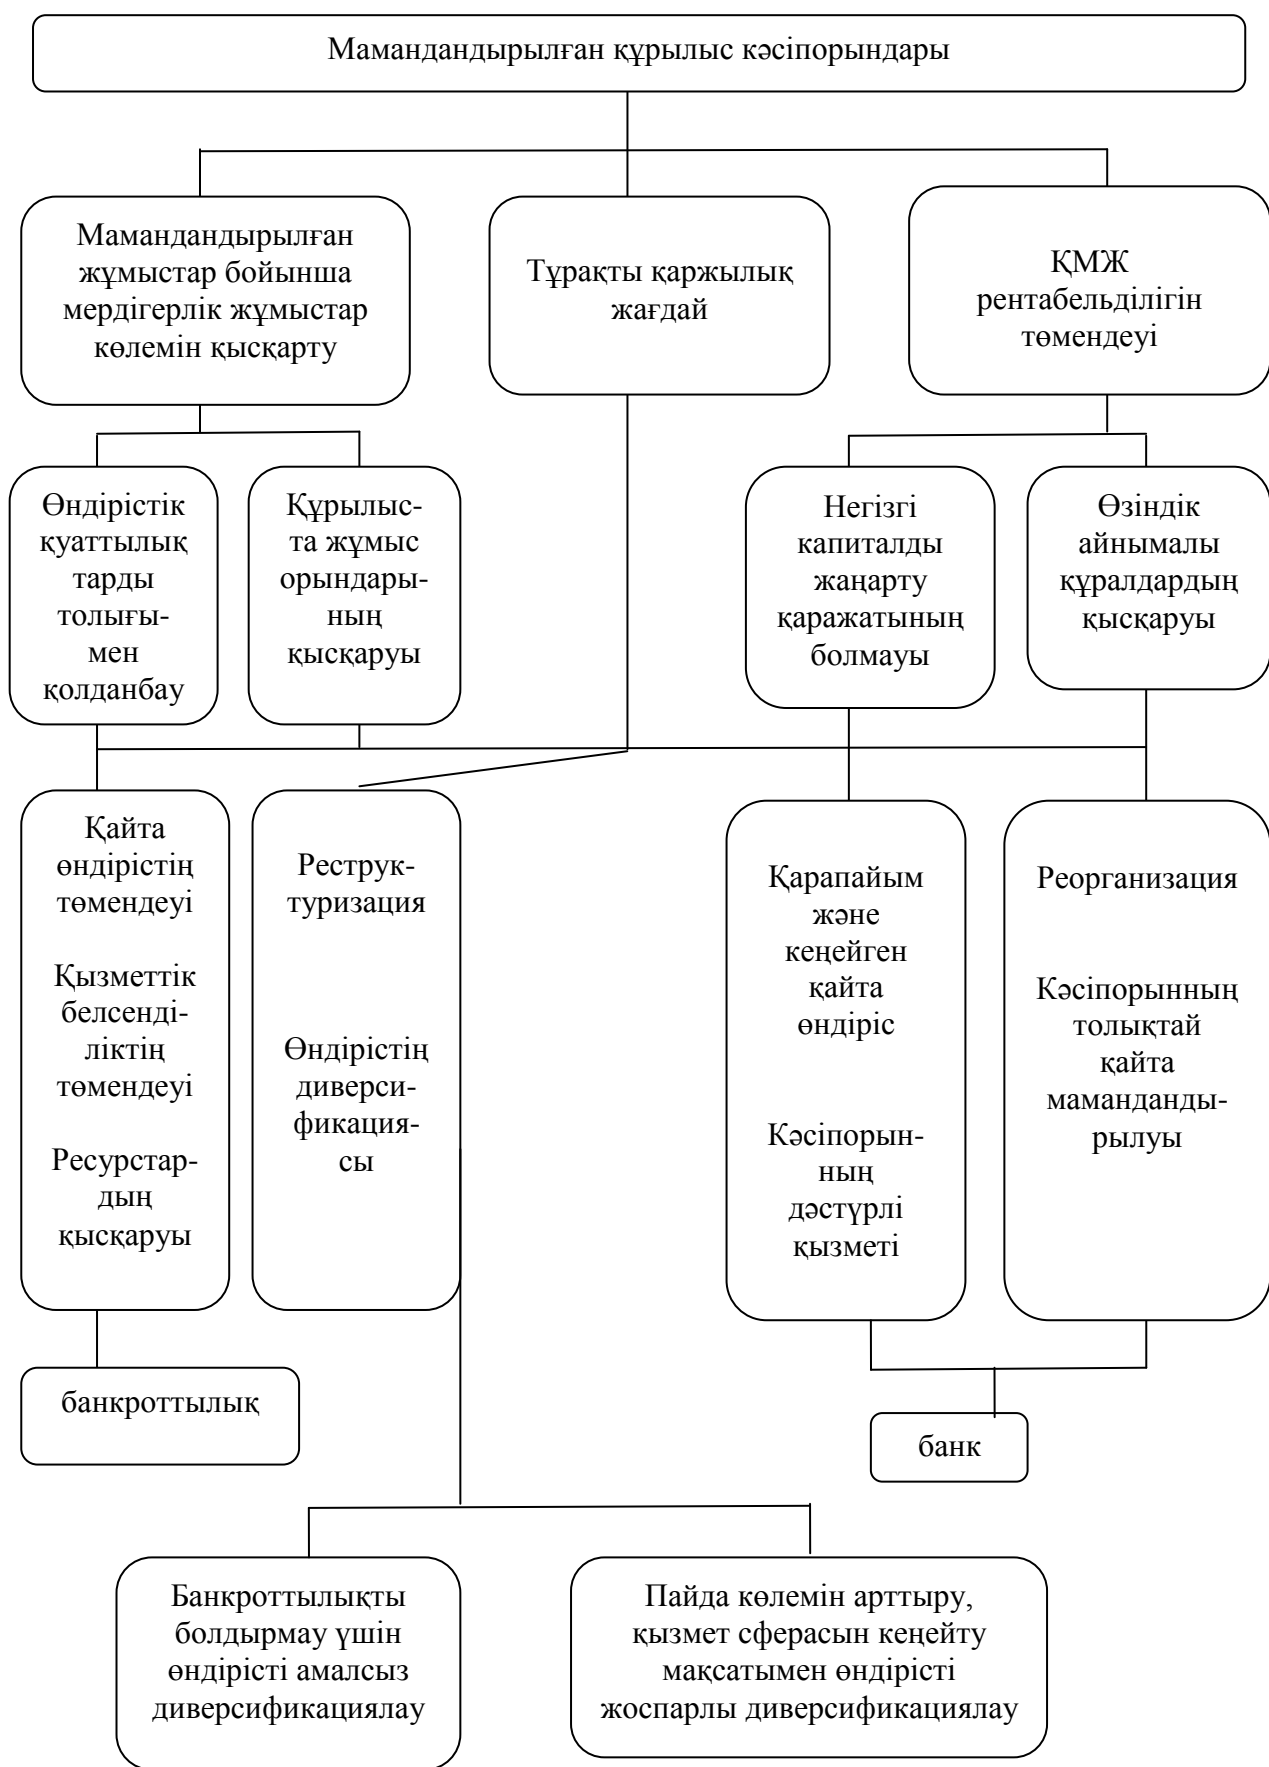 Мамандандырылған құрылыс кәсіпорындары
Мамандандырылған
жұмыстар бойынша
мердігерлік жұмыстар
көлемін қысқарту
Тұрақты қаржылық
жағдай
ҚМЖ
рентабельділігін
төмендеуі
Өндірістік
қуаттылық
тарды
толығы-
мен
қолданбау
Құрылыс-
та жұмыс
орындары-
ның
қысқаруы
Негізгі
капиталды
жаңарту
қаражатының
болмауы
Өзіндік
айнымалы
құралдардың
қысқаруы
Қайта
өндірістің
төмендеуі
Қызметтік
белсенді-
ліктің
төмендеуі
Ресурстар-
дың
қысқаруы
Реструк-
туризация
Өндірістің
диверси-
фикация-
сы
Қарапайым
және
кеңейген
қайта
өндіріс
Кәсіпорын-
ның
дәстүрлі
қызметі
Реорганизация
Кәсіпорынның
толықтай
қайта
маманданды-
рылуы
банкроттылық
банк
Банкроттылықты
болдырмау үшін
өндірісті амалсыз
диверсификациялау
Пайда көлемін арттыру,
қызмет сферасын кеңейту
мақсатымен өндірісті
жоспарлы диверсификациялау